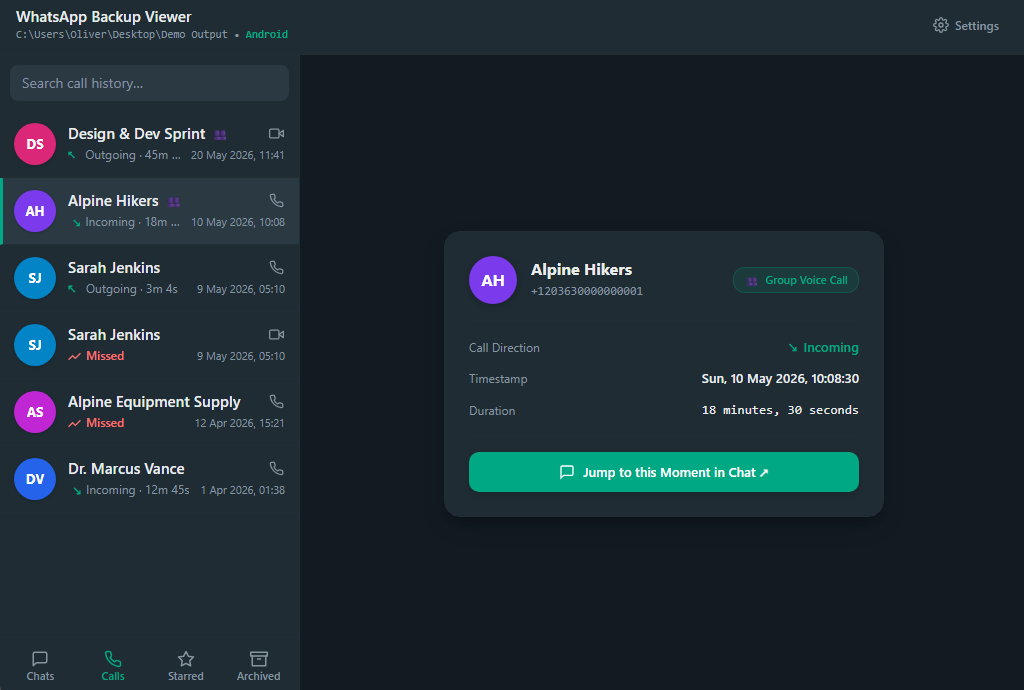 WhatsApp Backup Viewer
C:\Users\Oliver\Desktop\Demo Output • Android
Settings
Search call history...
DS
Design & Dev Sprint
↖ Outgoing · 45m ... 20 May 2026, 11:41
AH
Alpine Hikers
↘ Incoming · 18m ... 10 May 2026, 10:08
SJ
Sarah Jenkins
↖ Outgoing · 3m 4s 9 May 2026, 05:10
SJ
Sarah Jenkins
Missed 9 May 2026, 05:10
AS
Alpine Equipment Supply
Missed 12 Apr 2026, 15:21
DV
Dr. Marcus Vance
↘ Incoming · 12m 45s 1 Apr 2026, 01:38
Chats Calls Starred Archived
AH
Alpine Hikers
+1203630000000001
Group Voice Call
Call Direction ↘ Incoming
Timestamp Sun, 10 May 2026, 10:08:30
Duration 18 minutes, 30 seconds
Jump to this Moment in Chat ↗